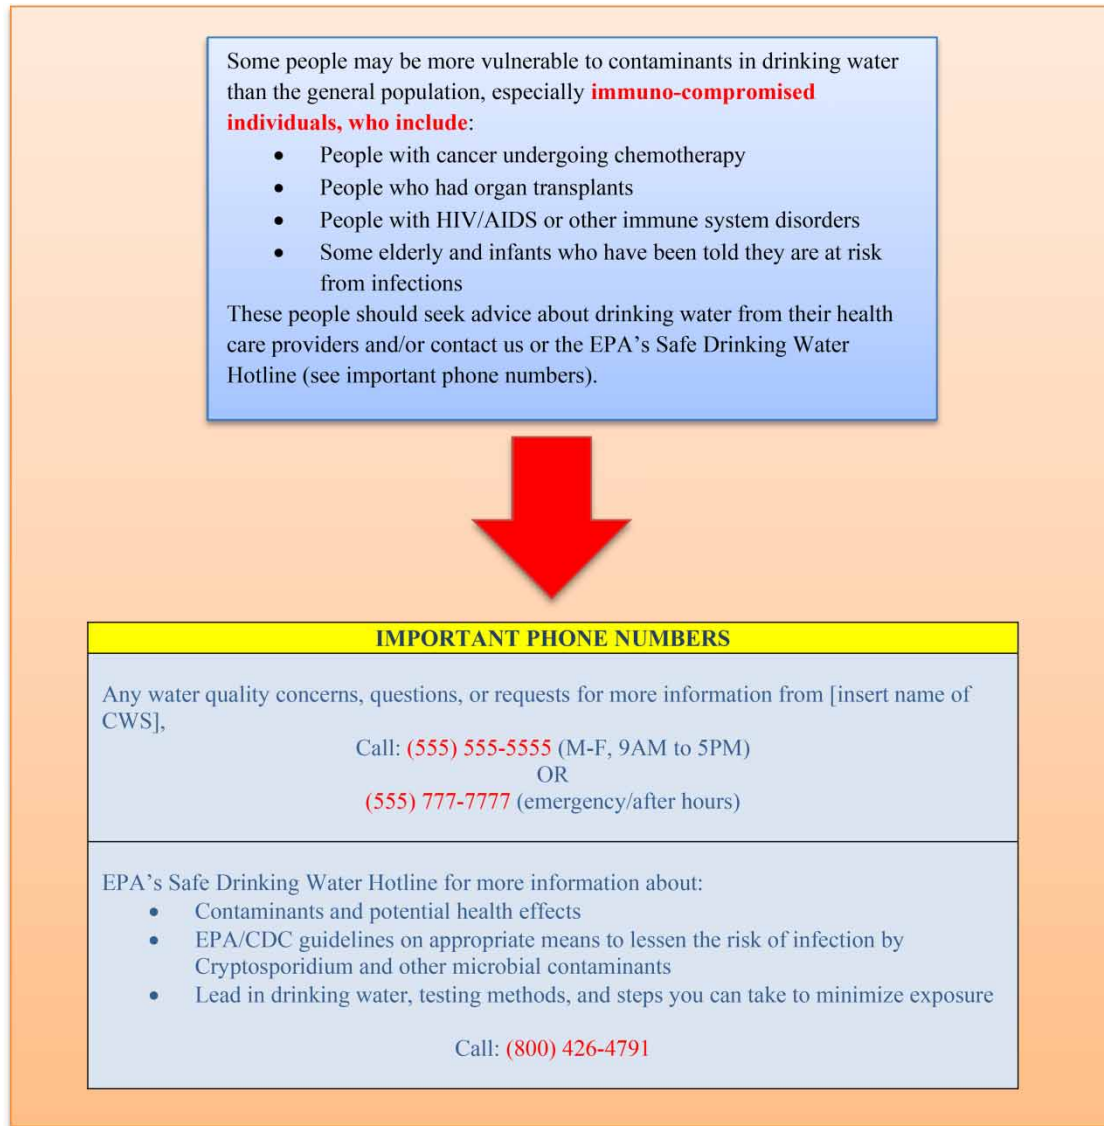 Some people may be more vulnerable to contaminants in drinking water
than the general population, especially immuno-compromised
individuals, who include:
• People with cancer undergoing chemotherapy
• People who had organ transplants
• People with HIV/AIDS or other immune system disorders
• Some elderly and infants who have been told they are at risk
from infections
These people should seek advice about drinking water from their health
care providers and/or contact us or the EPA’s Safe Drinking Water
Hotline (see important phone numbers).
IMPORTANT PHONE NUMBERS
Any water quality concerns, questions, or requests for more information from [insert name of
CWS],
Call: (555) 555-5555 (M-F, 9AM to 5PM)
OR
(555) 777-7777 (emergency/after hours)
EPA’s Safe Drinking Water Hotline for more information about:
• Contaminants and potential health effects
• EPA/CDC guidelines on appropriate means to lessen the risk of infection by
Cryptosporidium and other microbial contaminants
• Lead in drinking water, testing methods, and steps you can take to minimize exposure
Call: (800) 426-4791